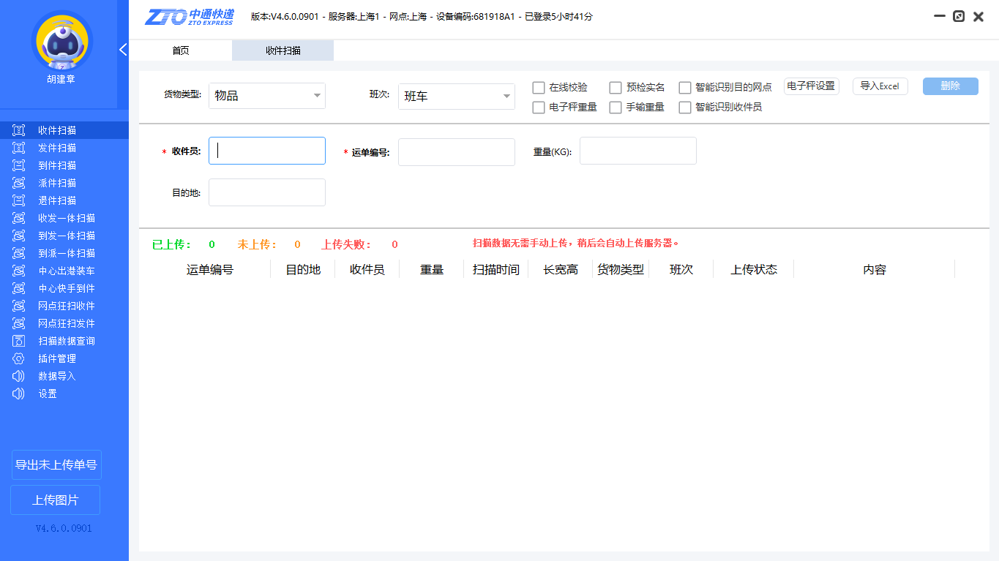 ZTO 中通快递
ZTO EXPRESS
版本:V4.6.0.0901 - 服务器:上海1 - 网点:上海 - 设备编码:681918A1 - 已登录5小时41分
胡建章
首页
收件扫描
货物类型:
物品
班次:
班车
在线校验
预检实名
智能识别目的网点
电子秤设置
导入Excel
删除
电子秤重量
手输重量
智能识别收件员
收件扫描
发件扫描
到件扫描
派件扫描
退件扫描
收发一体扫描
到发一体扫描
到派一体扫描
中心出港装车
中心快手到件
网点狂扫收件
网点狂扫发件
扫描数据查询
插件管理
数据导入
设置
导出未上传单号
上传图片
V4.6.0.0901
* 收件员:
* 运单编号:
重量(KG):
目的地:
已上传: 0 未上传: 0 上传失败: 0
扫描数据无需手动上传，稍后会自动上传服务器。
运单编号 目的地 收件员 重量 扫描时间 长宽高 货物类型 班次 上传状态 内容